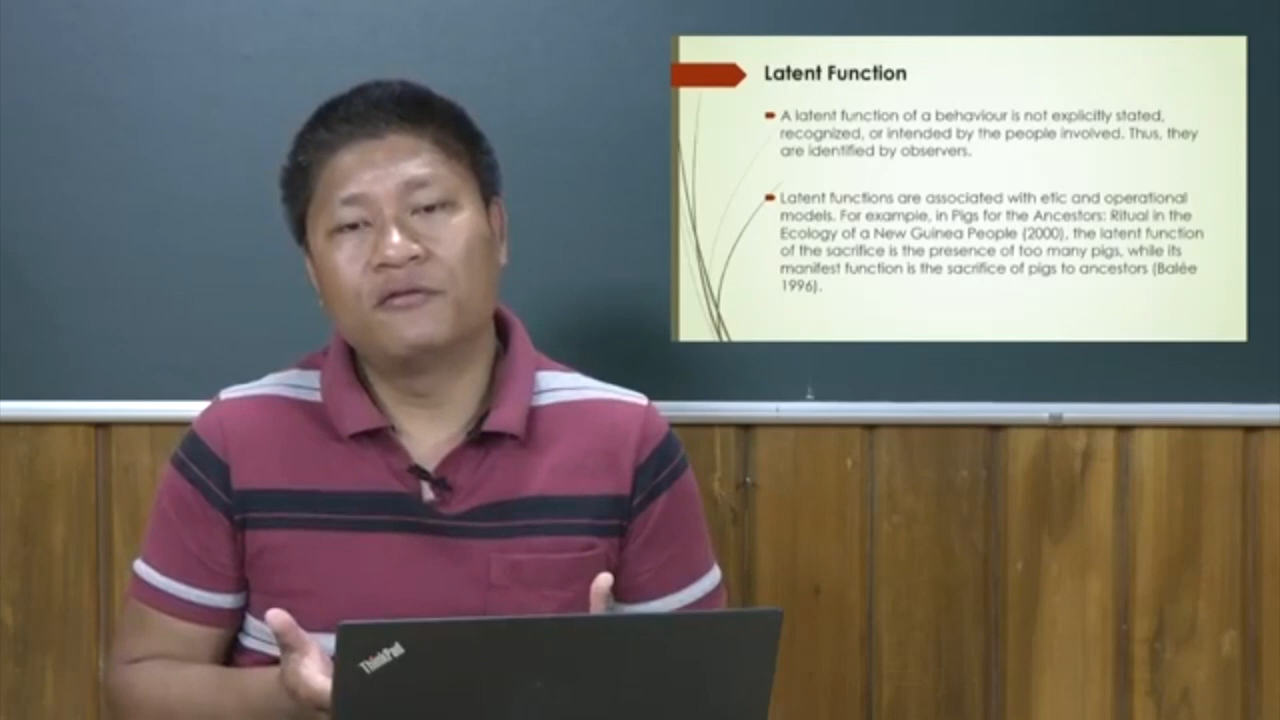 Latent Function
A latent function of a behaviour is not explicitly stated,
recognized, or intended by the people involved. Thus, they
are identified by observers.
Latent functions are associated with etic and operational
models. For example, in Pigs for the Ancestors: Ritual in the
Ecology of a New Guinea People (2000), the latent function
of the sacrifice is the presence of too many pigs, while its
manifest function is the sacrifice of pigs to ancestors (Balée
1996).
ThinkPad